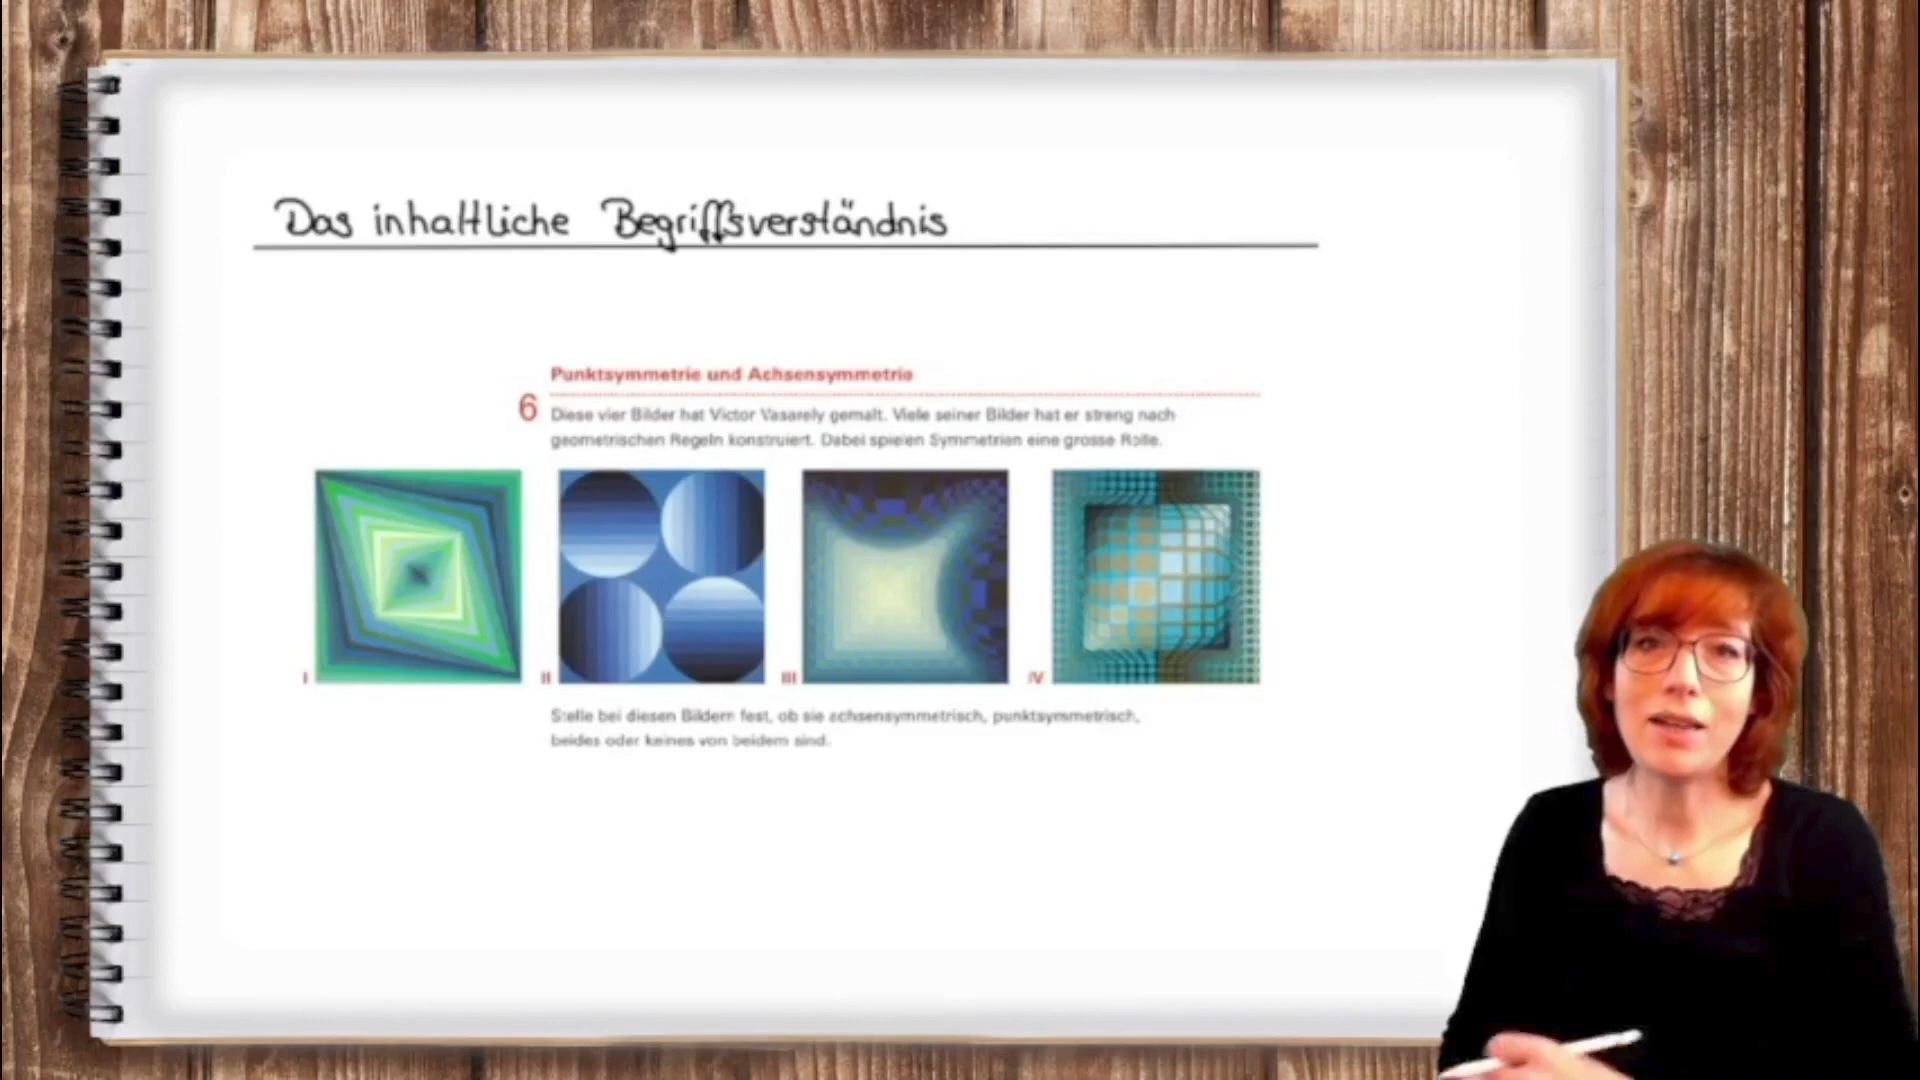 Das inhaltliche Begriffsverständnis
Punktsymmetrie und Achsensymmetrie
6 Diese vier Bilder hat Victor Vasarely gemalt. Viele seiner Bilder hat er streng nach
geometrischen Regeln konstruiert. Dabei spielen Symmetrien eine grosse Rolle.
I II III IV
Stelle bei diesen Bildern fest, ob sie achsensymmetrisch, punktsymmetrisch,
beides oder keines von beidem sind.